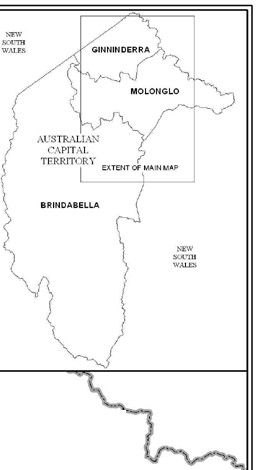 NEW
SOUTH
WALES
GINNINDERRA
MOLONGLO
AUSTRALIAN
CAPITAL
TERRITORY
EXTENT OF MAIN MAP
BRINDABELLA
NEW
SOUTH
WALES